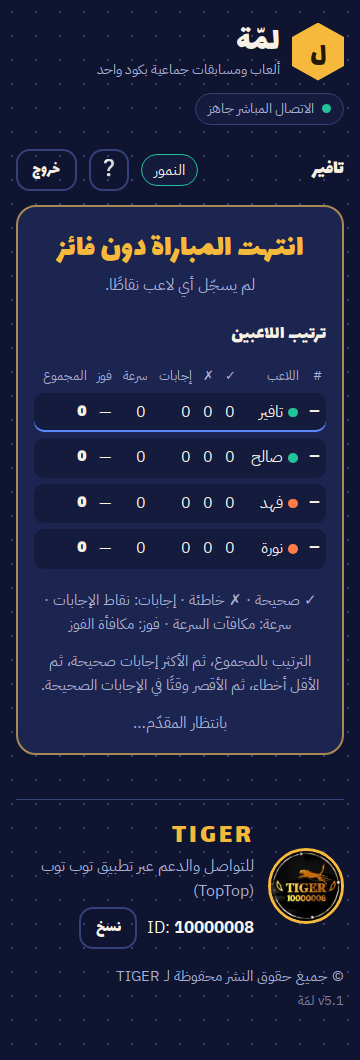 ل
لمّة
ألعاب ومسابقات جماعية بكود واحد
الاتصال المباشر جاهز
تافير
النمور
?
خروج
انتهت المباراة دون فائز
لم يسجّل أي لاعب نقاطًا.
ترتيب اللاعبين
# اللاعب ✓ ✗ إجابات سرعة فوز المجموع
— تافير 0 0 0 0 — 0
— صالح 0 0 0 0 — 0
— فهد 0 0 0 0 — 0
— نورة 0 0 0 0 — 0
✓ صحيحة · ✗ خاطئة · إجابات: نقاط الإجابات ·
سرعة: مكافآت السرعة · فوز: مكافأة الفوز
الترتيب بالمجموع، ثم الأكثر إجابات صحيحة، ثم
الأقل أخطاء، ثم الأقصر وقتًا في الإجابات الصحيحة.
بانتظار المقدّم...
TIGER
10000008
TIGER
للتواصل والدعم عبر تطبيق توب توب
(TopTop)
ID: 10000008
نسخ
© جميع حقوق النشر محفوظة لـ TIGER
لمّة v5.1